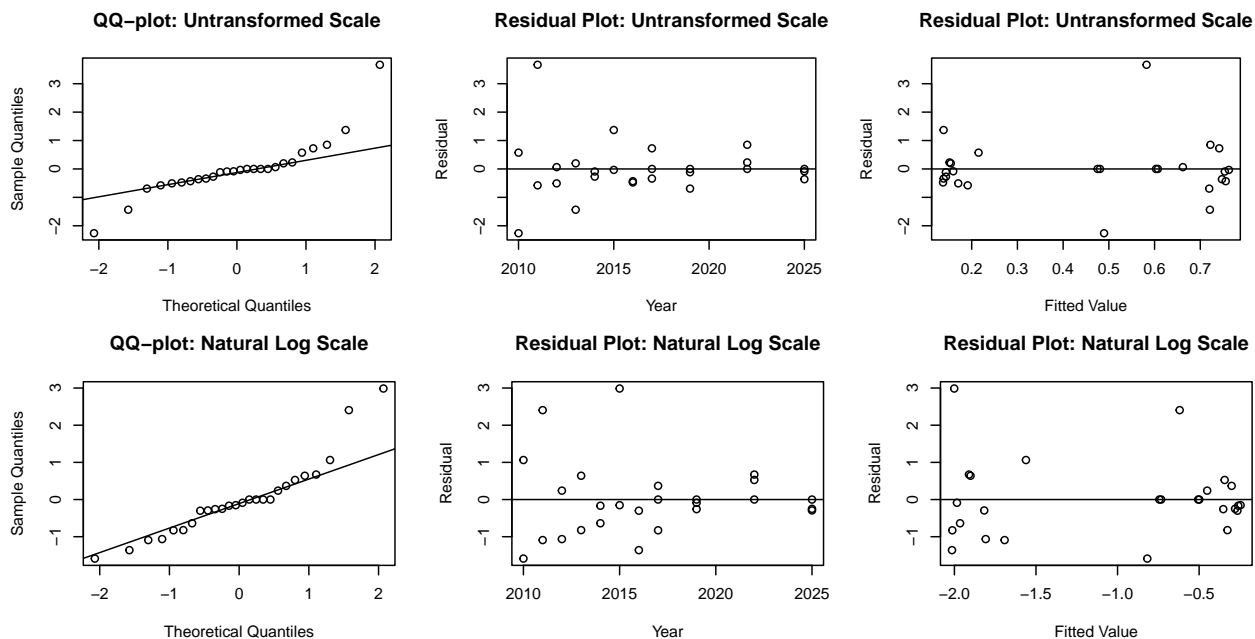 QQ−plot: Untransformed Scale
Sample Quantiles
3
2
1
0
−2
−2 −1 0 1 2
Theoretical Quantiles
Residual Plot: Untransformed Scale
Residual
3
2
1
0
−2
2010 2015 2020 2025
Year
Residual Plot: Untransformed Scale
Residual
3
2
1
0
−2
0.2 0.3 0.4 0.5 0.6 0.7
Fitted Value
QQ−plot: Natural Log Scale
Sample Quantiles
3
2
1
0
−1
−2 −1 0 1 2
Theoretical Quantiles
Residual Plot: Natural Log Scale
Residual
3
2
1
0
−1
2010 2015 2020 2025
Year
Residual Plot: Natural Log Scale
Residual
3
2
1
0
−1
−2.0 −1.5 −1.0 −0.5
Fitted Value